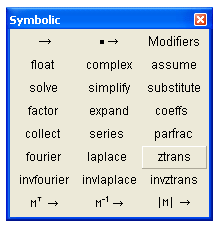 Symbolic
→ ▪ → Modifiers
float complex assume
solve simplify substitute
factor expand coeffs
collect series parfrac
fourier laplace ztrans
invfourier invlaplace invztrans
Mᵀ → M⁻¹ → |M| →